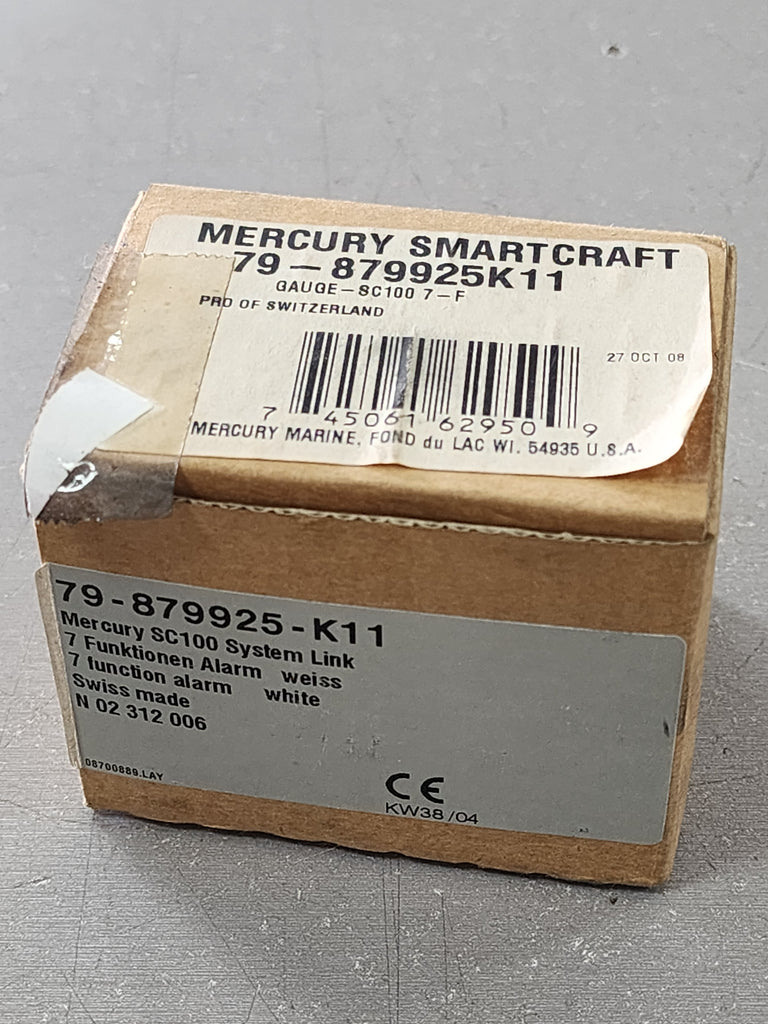 MERCURY SMARTCRAFT
79-879925K11
GAUGE-SC100 7-F
PRD OF SWITZERLAND
27 OCT 08
7 45061 62950 9
MERCURY MARINE, FOND du LAC WI. 54935 U.S.A.
79-879925-K11
Mercury SC100 System Link
7 Funktionen Alarm weiss
7 function alarm white
Swiss made
N 02 312 006
08700889.LAY
CE
KW38/04